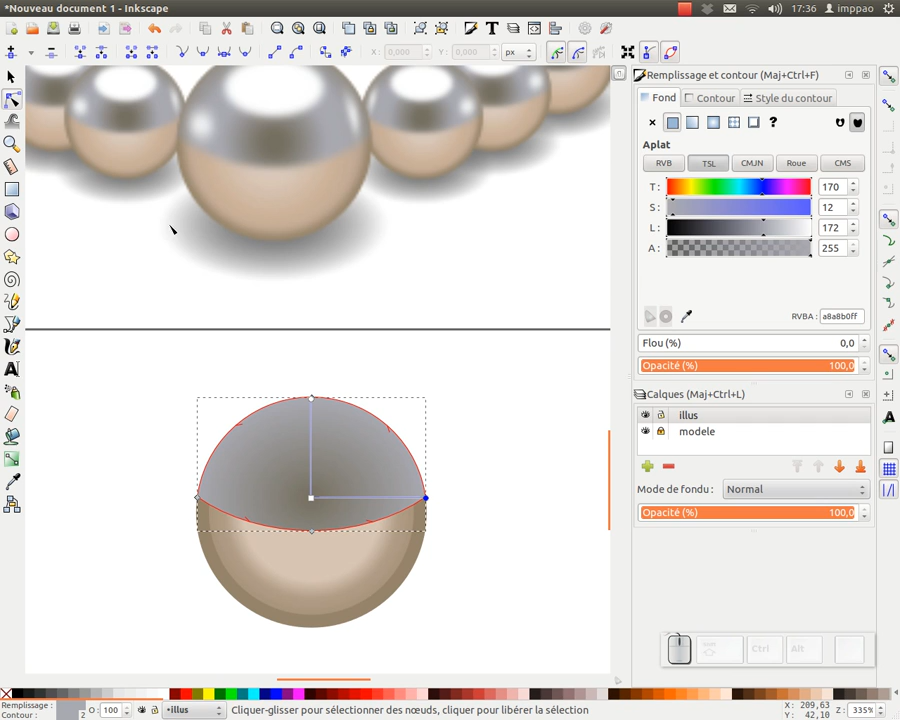 *Nouveau document 1 - Inkscape
17:36
imppao
X:
0,000
Y:
0,000
px
Remplissage et contour (Maj+Ctrl+F)
Fond
Contour
Style du contour
?
Aplat
RVB
TSL
CMJN
Roue
CMS
T:
170
S:
12
L:
172
A:
255
RVBA :
a8a8b0ff
Flou (%)
0,0
Opacité (%)
100,0
Calques (Maj+Ctrl+L)
illus
modele
Mode de fondu :
Normal
Opacité (%)
100,0
Ctrl
Alt
Remplissage :
Contour :
2
O:
100
•illus
Cliquer-glisser pour sélectionner des nœuds, cliquer pour libérer la sélection
X:
209,63
Y:
42,10
Z:
335%